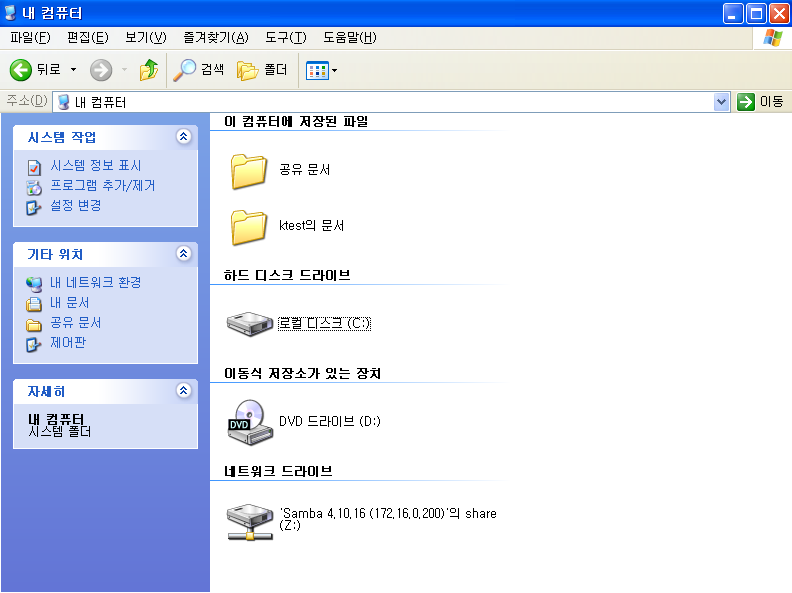 내 컴퓨터
파일(F) 편집(E) 보기(V) 즐겨찾기(A) 도구(T) 도움말(H)
뒤로 검색 폴더
주소(D) 내 컴퓨터 이동
시스템 작업
시스템 정보 표시
프로그램 추가/제거
설정 변경
기타 위치
내 네트워크 환경
내 문서
공유 문서
제어판
자세히
내 컴퓨터
시스템 폴더
이 컴퓨터에 저장된 파일
공유 문서
ktest의 문서
하드 디스크 드라이브
로컬 디스크 (C:)
이동식 저장소가 있는 장치
DVD
DVD 드라이브 (D:)
네트워크 드라이브
'Samba 4.10.16 (172.16.0.200)'의 share
(Z:)